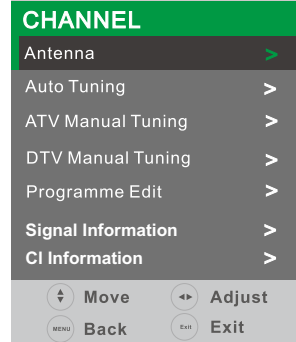 CHANNEL
Antenna >
Auto Tuning >
ATV Manual Tuning >
DTV Manual Tuning >
Programme Edit >
Signal Information >
CI Information >
Move Adjust
MENU Back Exit Exit